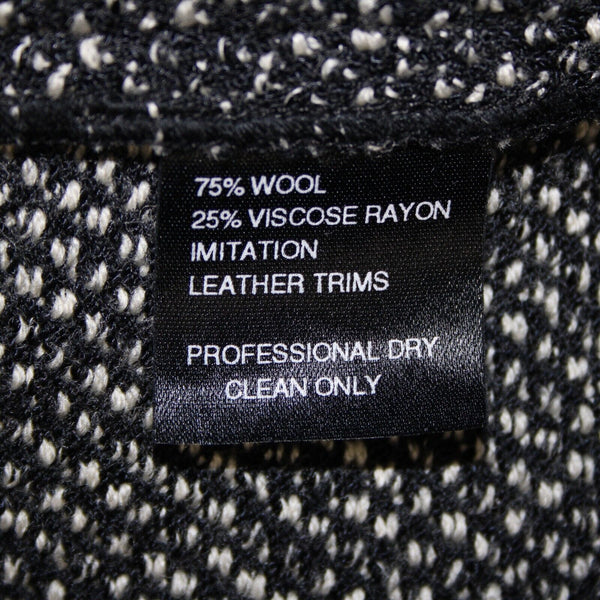 75% WOOL
25% VISCOSE RAYON
IMITATION
LEATHER TRIMS
PROFESSIONAL DRY
CLEAN ONLY